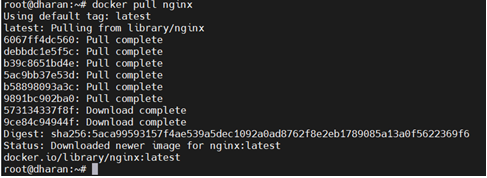 root@dharan:~# docker pull nginx
Using default tag: latest
latest: Pulling from library/nginx
6067ff4dc560: Pull complete
debbdc1e5f5c: Pull complete
b39c8651bd4e: Pull complete
5ac9bb37e53d: Pull complete
b58898093a3c: Pull complete
9891bc902ba0: Pull complete
573134337f8f: Download complete
9ce84c94944f: Download complete
Digest: sha256:5aca99593157f4ae539a5dec1092a0ad8762f8e2eb1789085a13a0f5622369f6
Status: Downloaded newer image for nginx:latest
docker.io/library/nginx:latest
root@dharan:~#